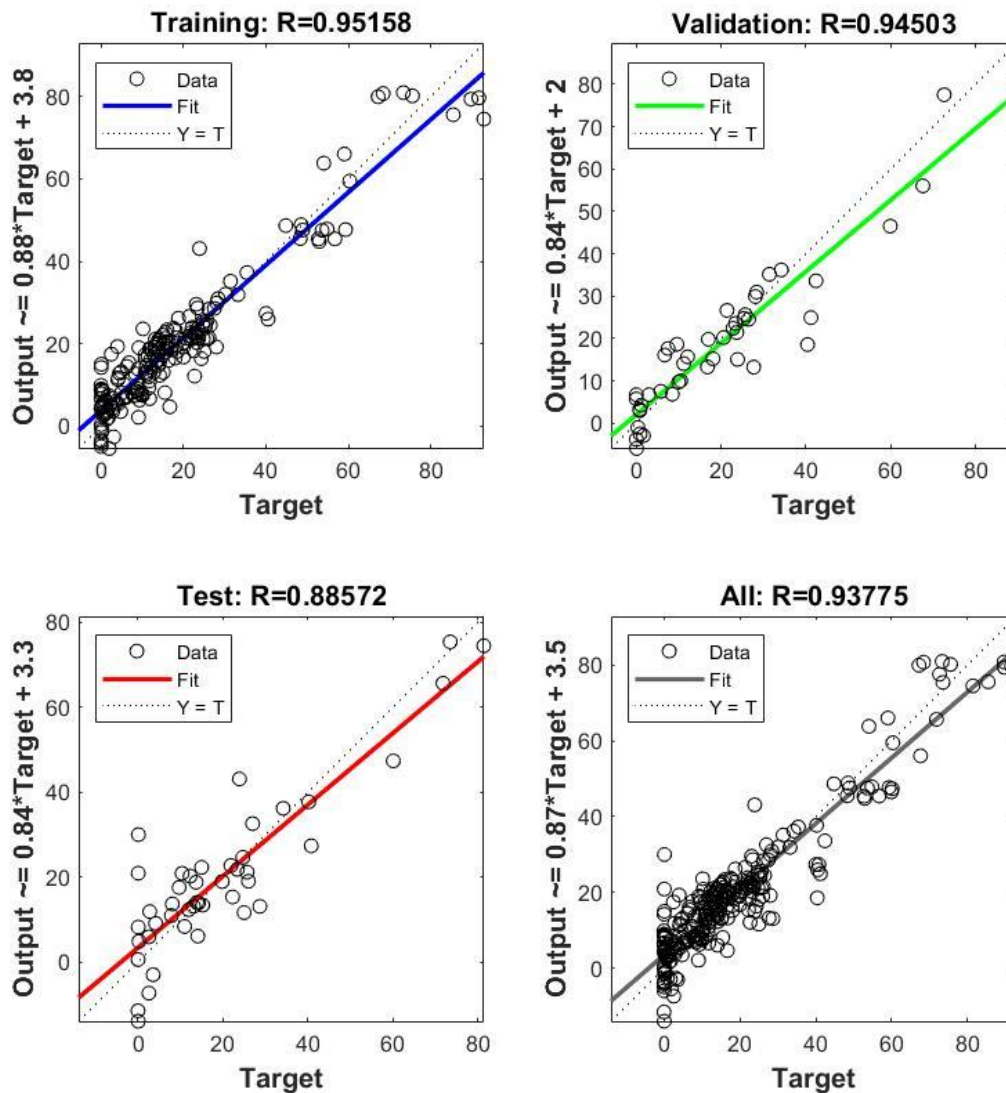 Training: R=0.95158
Output ~= 0.88*Target + 3.8
80
60
40
20
0
Data
Fit
Y = T
0
20
40
60
80
Target
Validation: R=0.94503
Output ~= 0.84*Target + 2
80
70
60
50
40
30
20
10
0
Data
Fit
Y = T
0
20
40
60
80
Target
Test: R=0.88572
Output ~= 0.84*Target + 3.3
80
60
40
20
0
Data
Fit
Y = T
0
20
40
60
80
Target
All: R=0.93775
Output ~= 0.87*Target + 3.5
80
60
40
20
0
Data
Fit
Y = T
0
20
40
60
80
Target